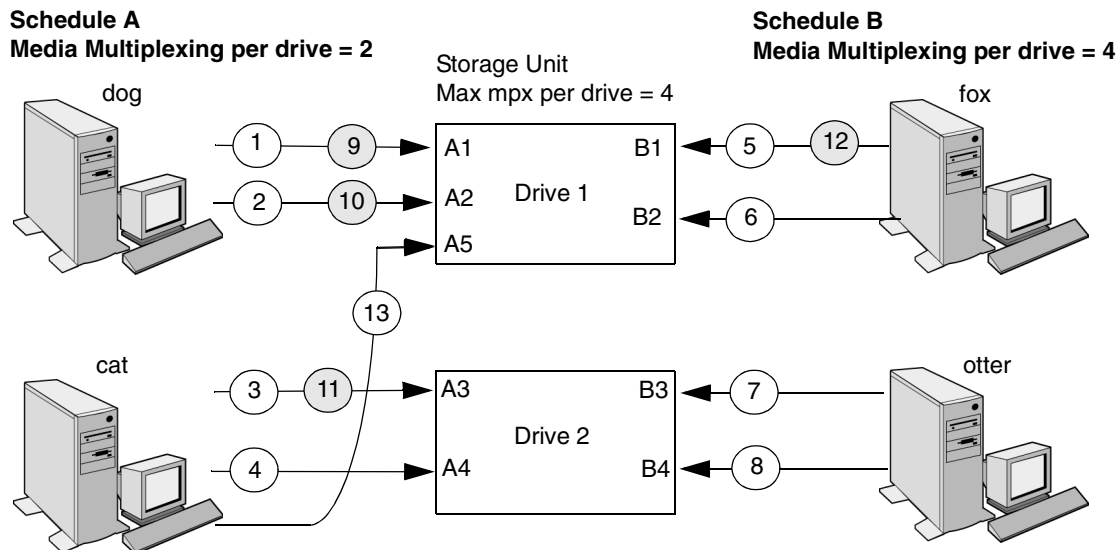 Schedule A
Media Multiplexing per drive = 2
Schedule B
Media Multiplexing per drive = 4
Storage Unit
Max mpx per drive = 4
dog
fox
1 9 A1 B1 5 12
Drive 1
2 10 A2 B2 6
A5
13
cat
otter
3 11 A3 B3 7
Drive 2
4 A4 B4 8